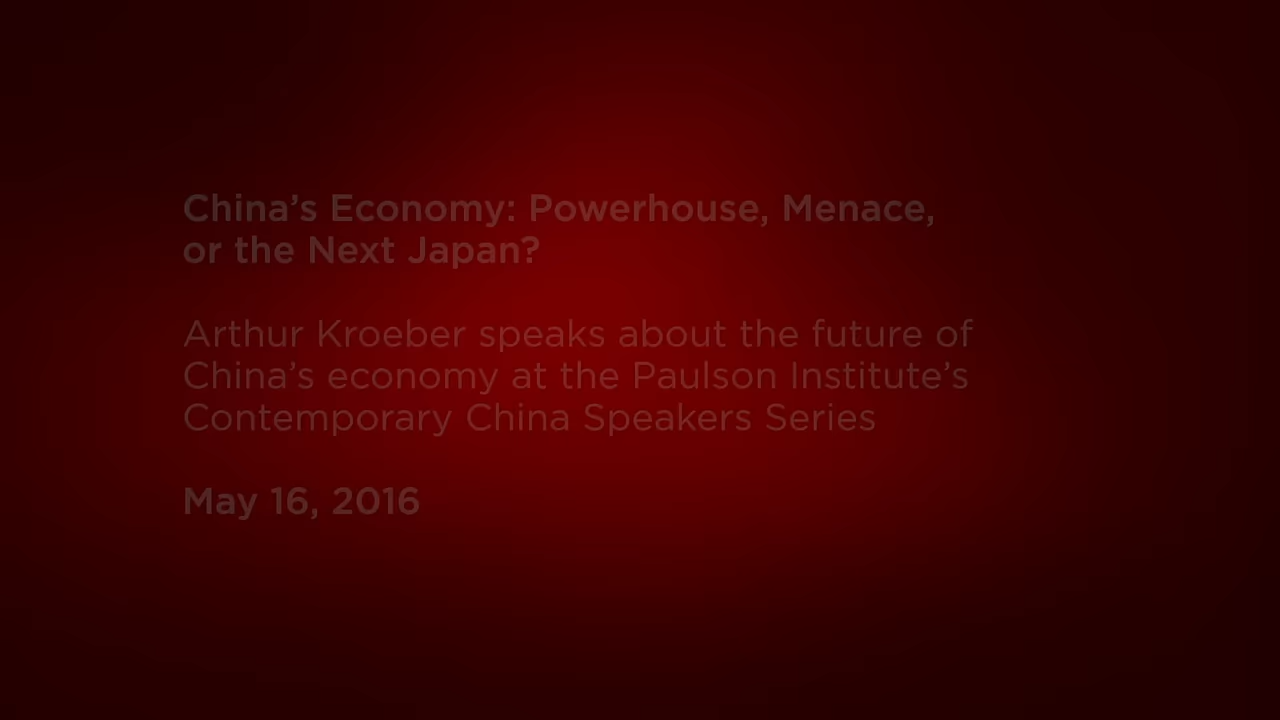 China’s Economy: Powerhouse, Menace,
or the Next Japan?
Arthur Kroeber speaks about the future of
China’s economy at the Paulson Institute’s
Contemporary China Speakers Series
May 16, 2016